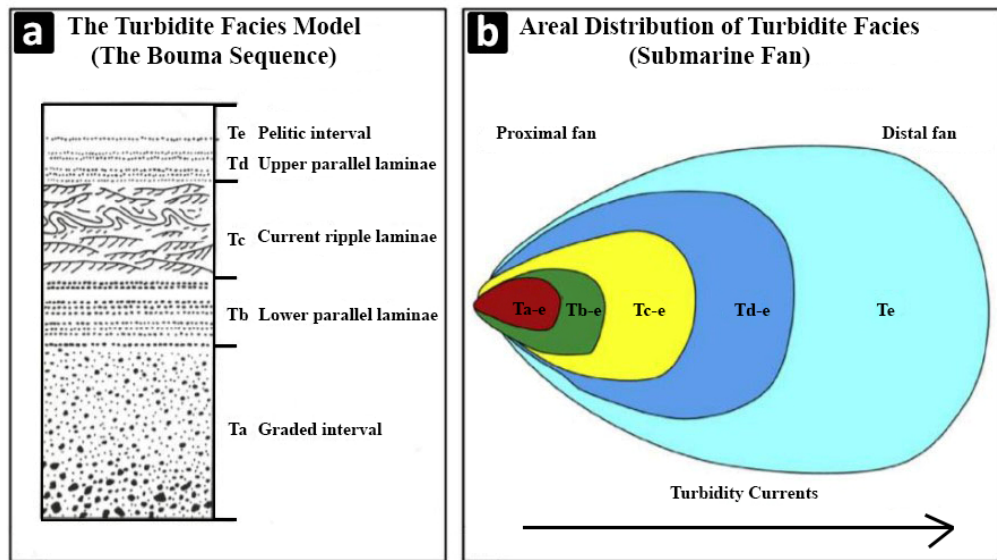 a
The Turbidite Facies Model
(The Bouma Sequence)
Te Pelitic interval
Td Upper parallel laminae
Tc Current ripple laminae
Tb Lower parallel laminae
Ta Graded interval
b
Areal Distribution of Turbidite Facies
(Submarine Fan)
Proximal fan
Distal fan
Ta-e
Tb-e
Tc-e
Td-e
Te
Turbidity Currents